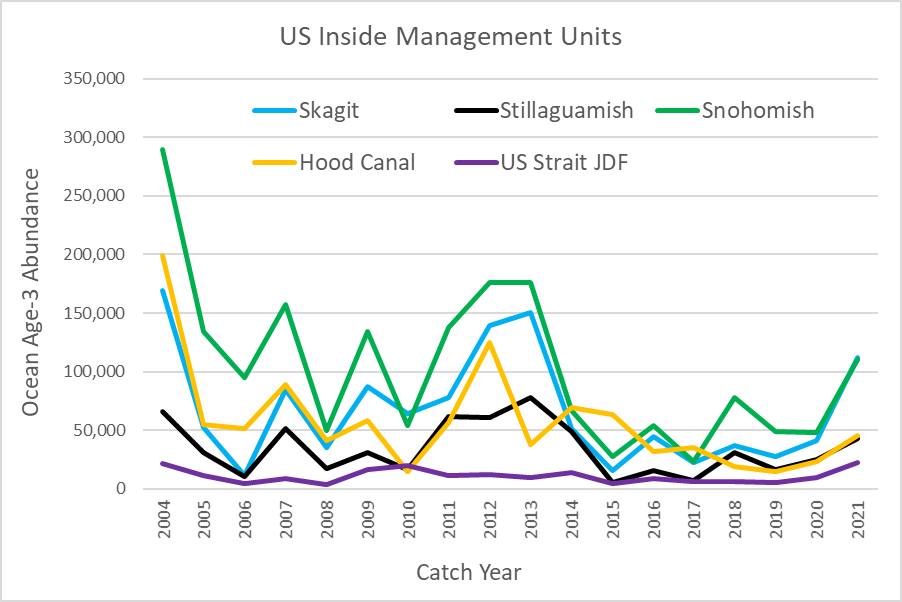 US Inside Management Units
350,000
300,000
250,000
200,000
150,000
100,000
50,000
0
Ocean Age-3 Abundance
Skagit Stillaguamish Snohomish
Hood Canal US Strait JDF
2004 2005 2006 2007 2008 2009 2010 2011 2012 2013 2014 2015 2016 2017 2018 2019 2020 2021
Catch Year